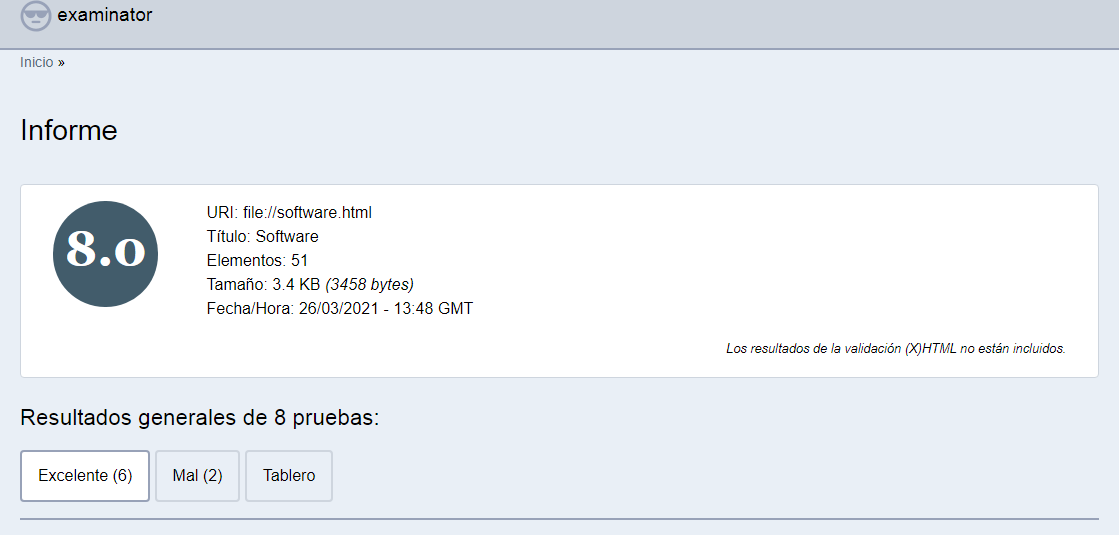 examinator
Inicio »
Informe
8.0
URI: file://software.html
Título: Software
Elementos: 51
Tamaño: 3.4 KB (3458 bytes)
Fecha/Hora: 26/03/2021 - 13:48 GMT
Los resultados de la validación (X)HTML no están incluidos.
Resultados generales de 8 pruebas:
Excelente (6) Mal (2) Tablero